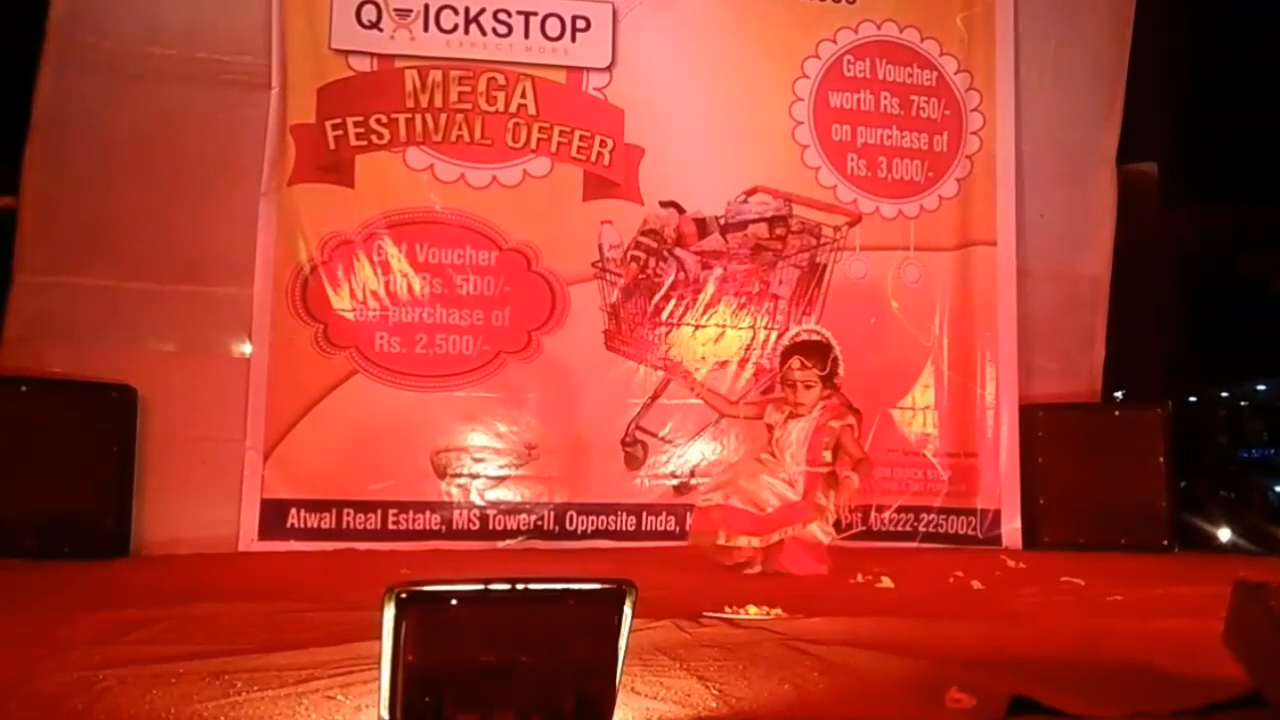 QUICKSTOP
EXPECT MORE
MEGA
FESTIVAL OFFER
Get Voucher
worth Rs. 750/-
on purchase of
Rs. 3,000/-
Get Voucher
worth Rs. 500/-
on purchase of
Rs. 2,500/-
Atwal Real Estate, MS Tower-II, Opposite Inda,
Ph. 03222-225002